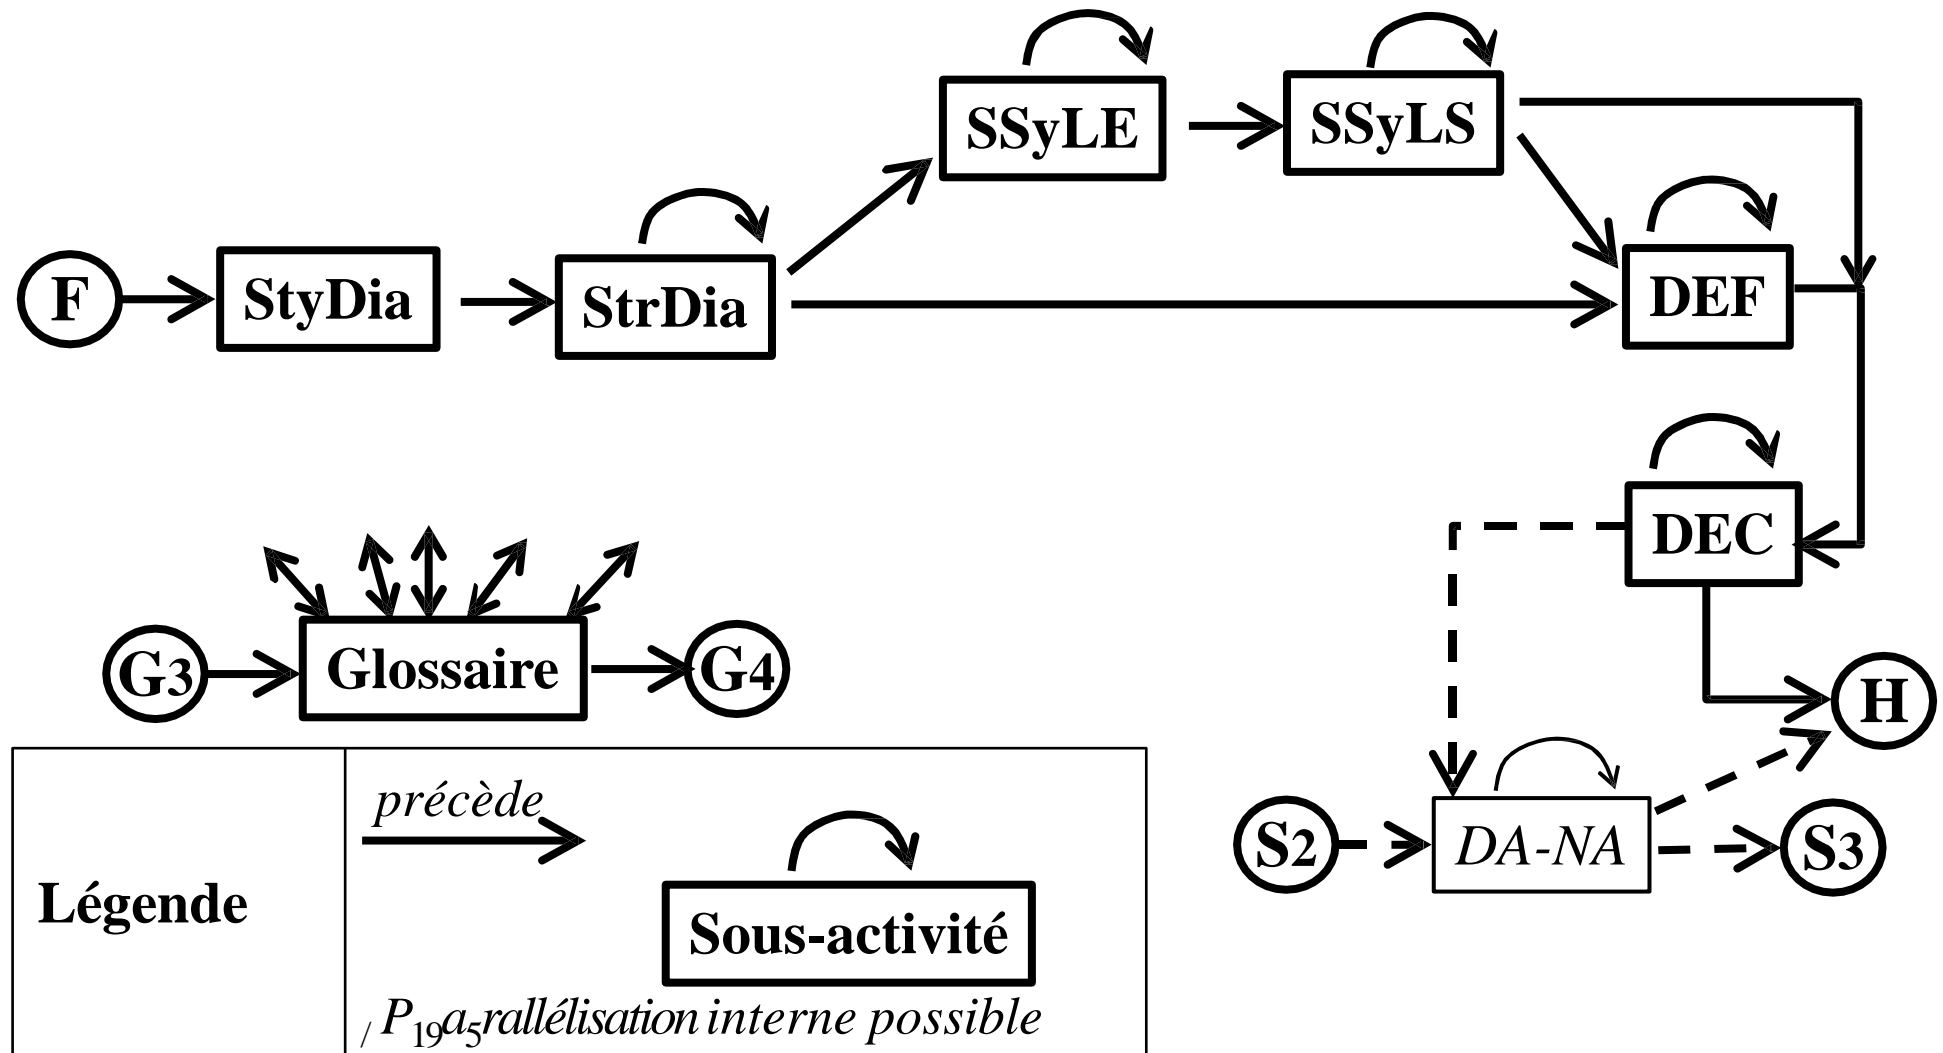 SSyLE
SSyLS
F
StyDia
StrDia
DEF
DEC
G3
Glossaire
G4
H
S2
DA-NA
S3
Légende
précède
Sous-activité
/ P19a5rallélisation interne possible